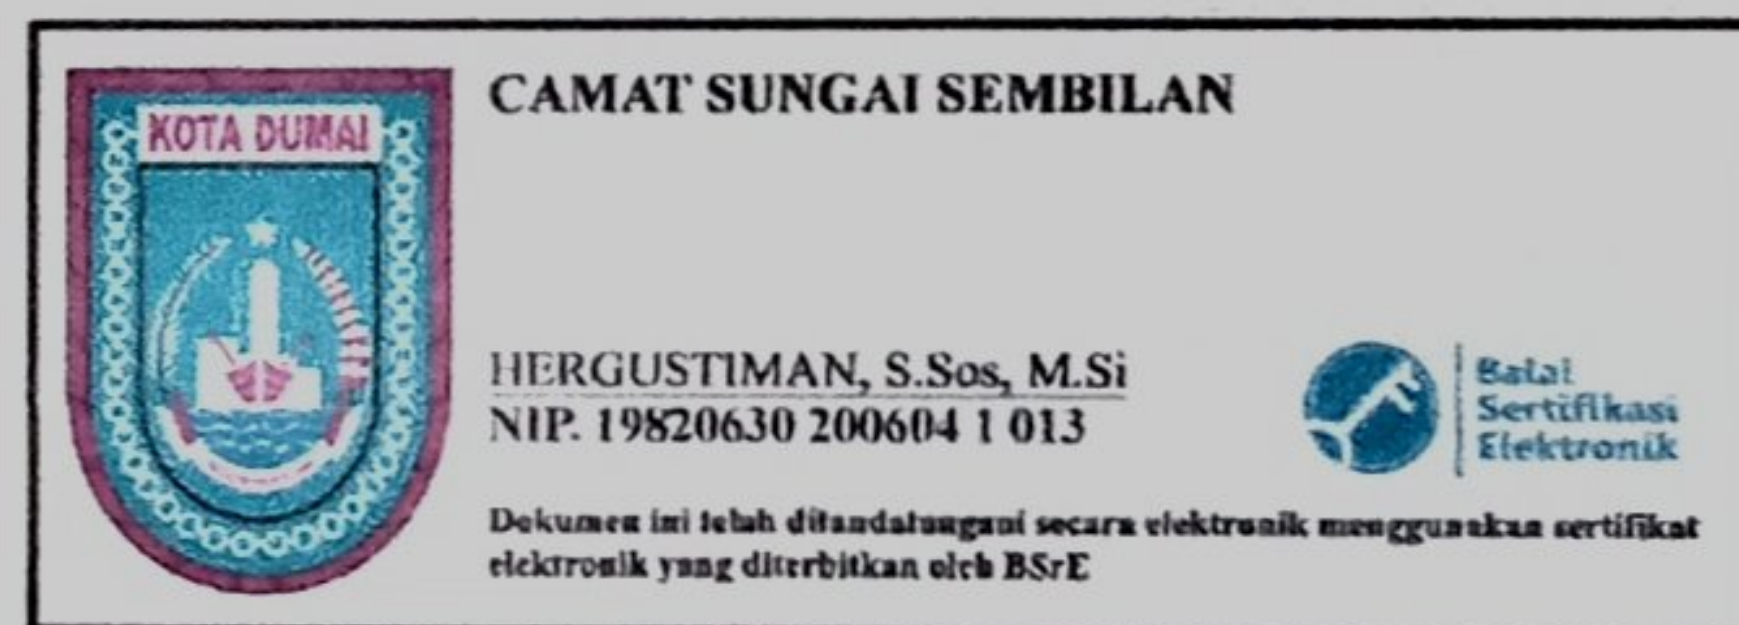 CAMAT SUNGAI SEMBILAN
KOTA DUMAI
HERGUSTIMAN, S.Sos, M.Si
NIP. 19820630 200604 1 013
Balai
Sertifikasi
Elektronik
Dokumen ini telah ditandatangani secara elektronik menggunakan sertifikat
elektronik yang diterbitkan oleh BSrE